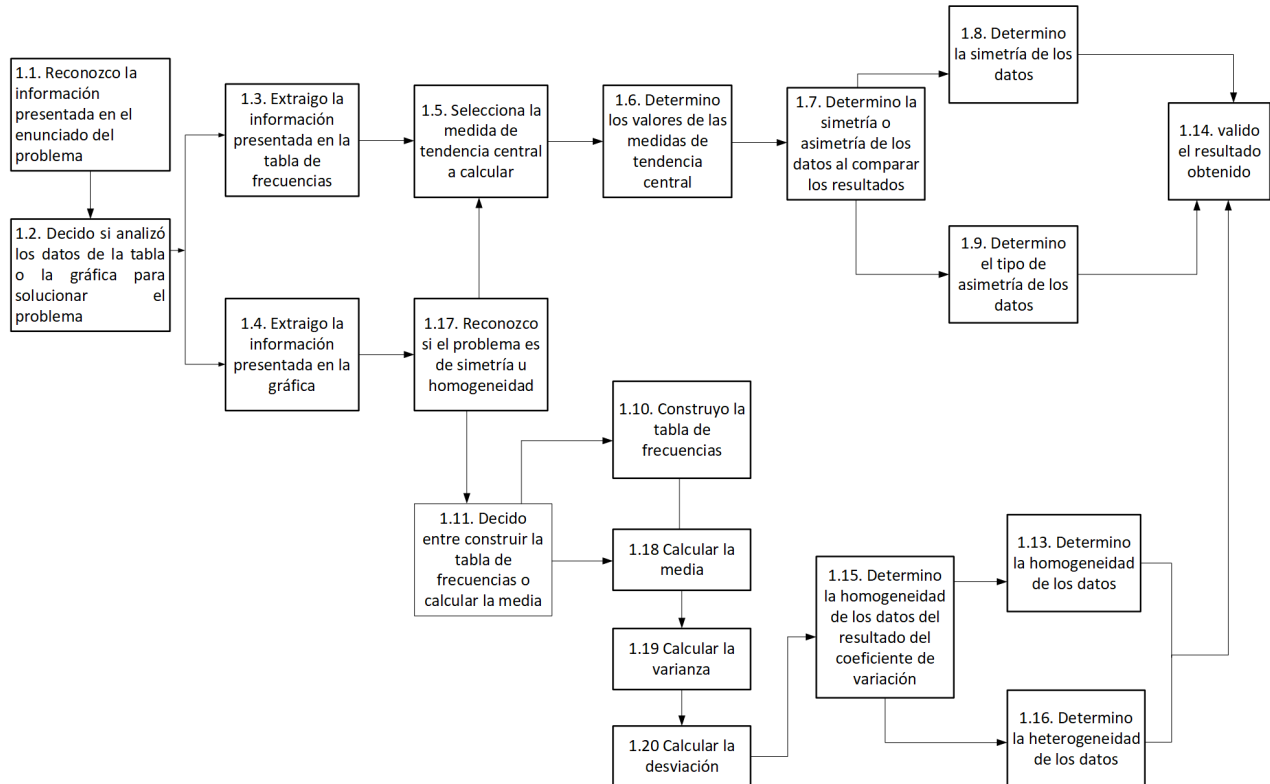 1.1. Reconozco la
información
presentada en el
enunciado del
problema
1.2. Decido si analizó
los datos de la tabla
o la gráfica para
solucionar el
problema
1.3. Extraigo la
información
presentada en la
tabla de
frecuencias
1.4. Extraigo la
información
presentada en la
gráfica
1.5. Selecciona la
medida de
tendencia central
a calcular
1.17. Reconozco
si el problema es
de simetría u
homogeneidad
1.6. Determino
los valores de las
medidas de
tendencia
central
1.7. Determino la
simetría o
asimetría de los
datos al comparar
los resultados
1.8. Determino
la simetría de los
datos
1.9. Determino
el tipo de
asimetría de los
datos
1.14. valido
el resultado
obtenido
1.10. Construyo la
tabla de
frecuencias
1.11. Decido
entre construir la
tabla de
frecuencias o
calcular la media
1.18 Calcular la
media
1.19 Calcular la
varianza
1.20 Calcular la
desviación
1.15. Determino
la homogeneidad
de los datos del
resultado del
coeficiente de
variación
1.13. Determino
la homogeneidad
de los datos
1.16. Determino
la heterogeneidad
de los datos